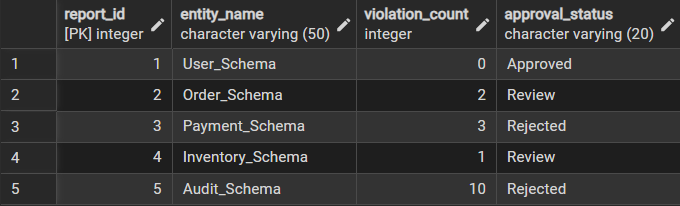 report_id entity_name violation_count approval_status
[PK] integer character varying (50) integer character varying (20)
1 1 User_Schema 0 Approved
2 2 Order_Schema 2 Review
3 3 Payment_Schema 3 Rejected
4 4 Inventory_Schema 1 Review
5 5 Audit_Schema 10 Rejected